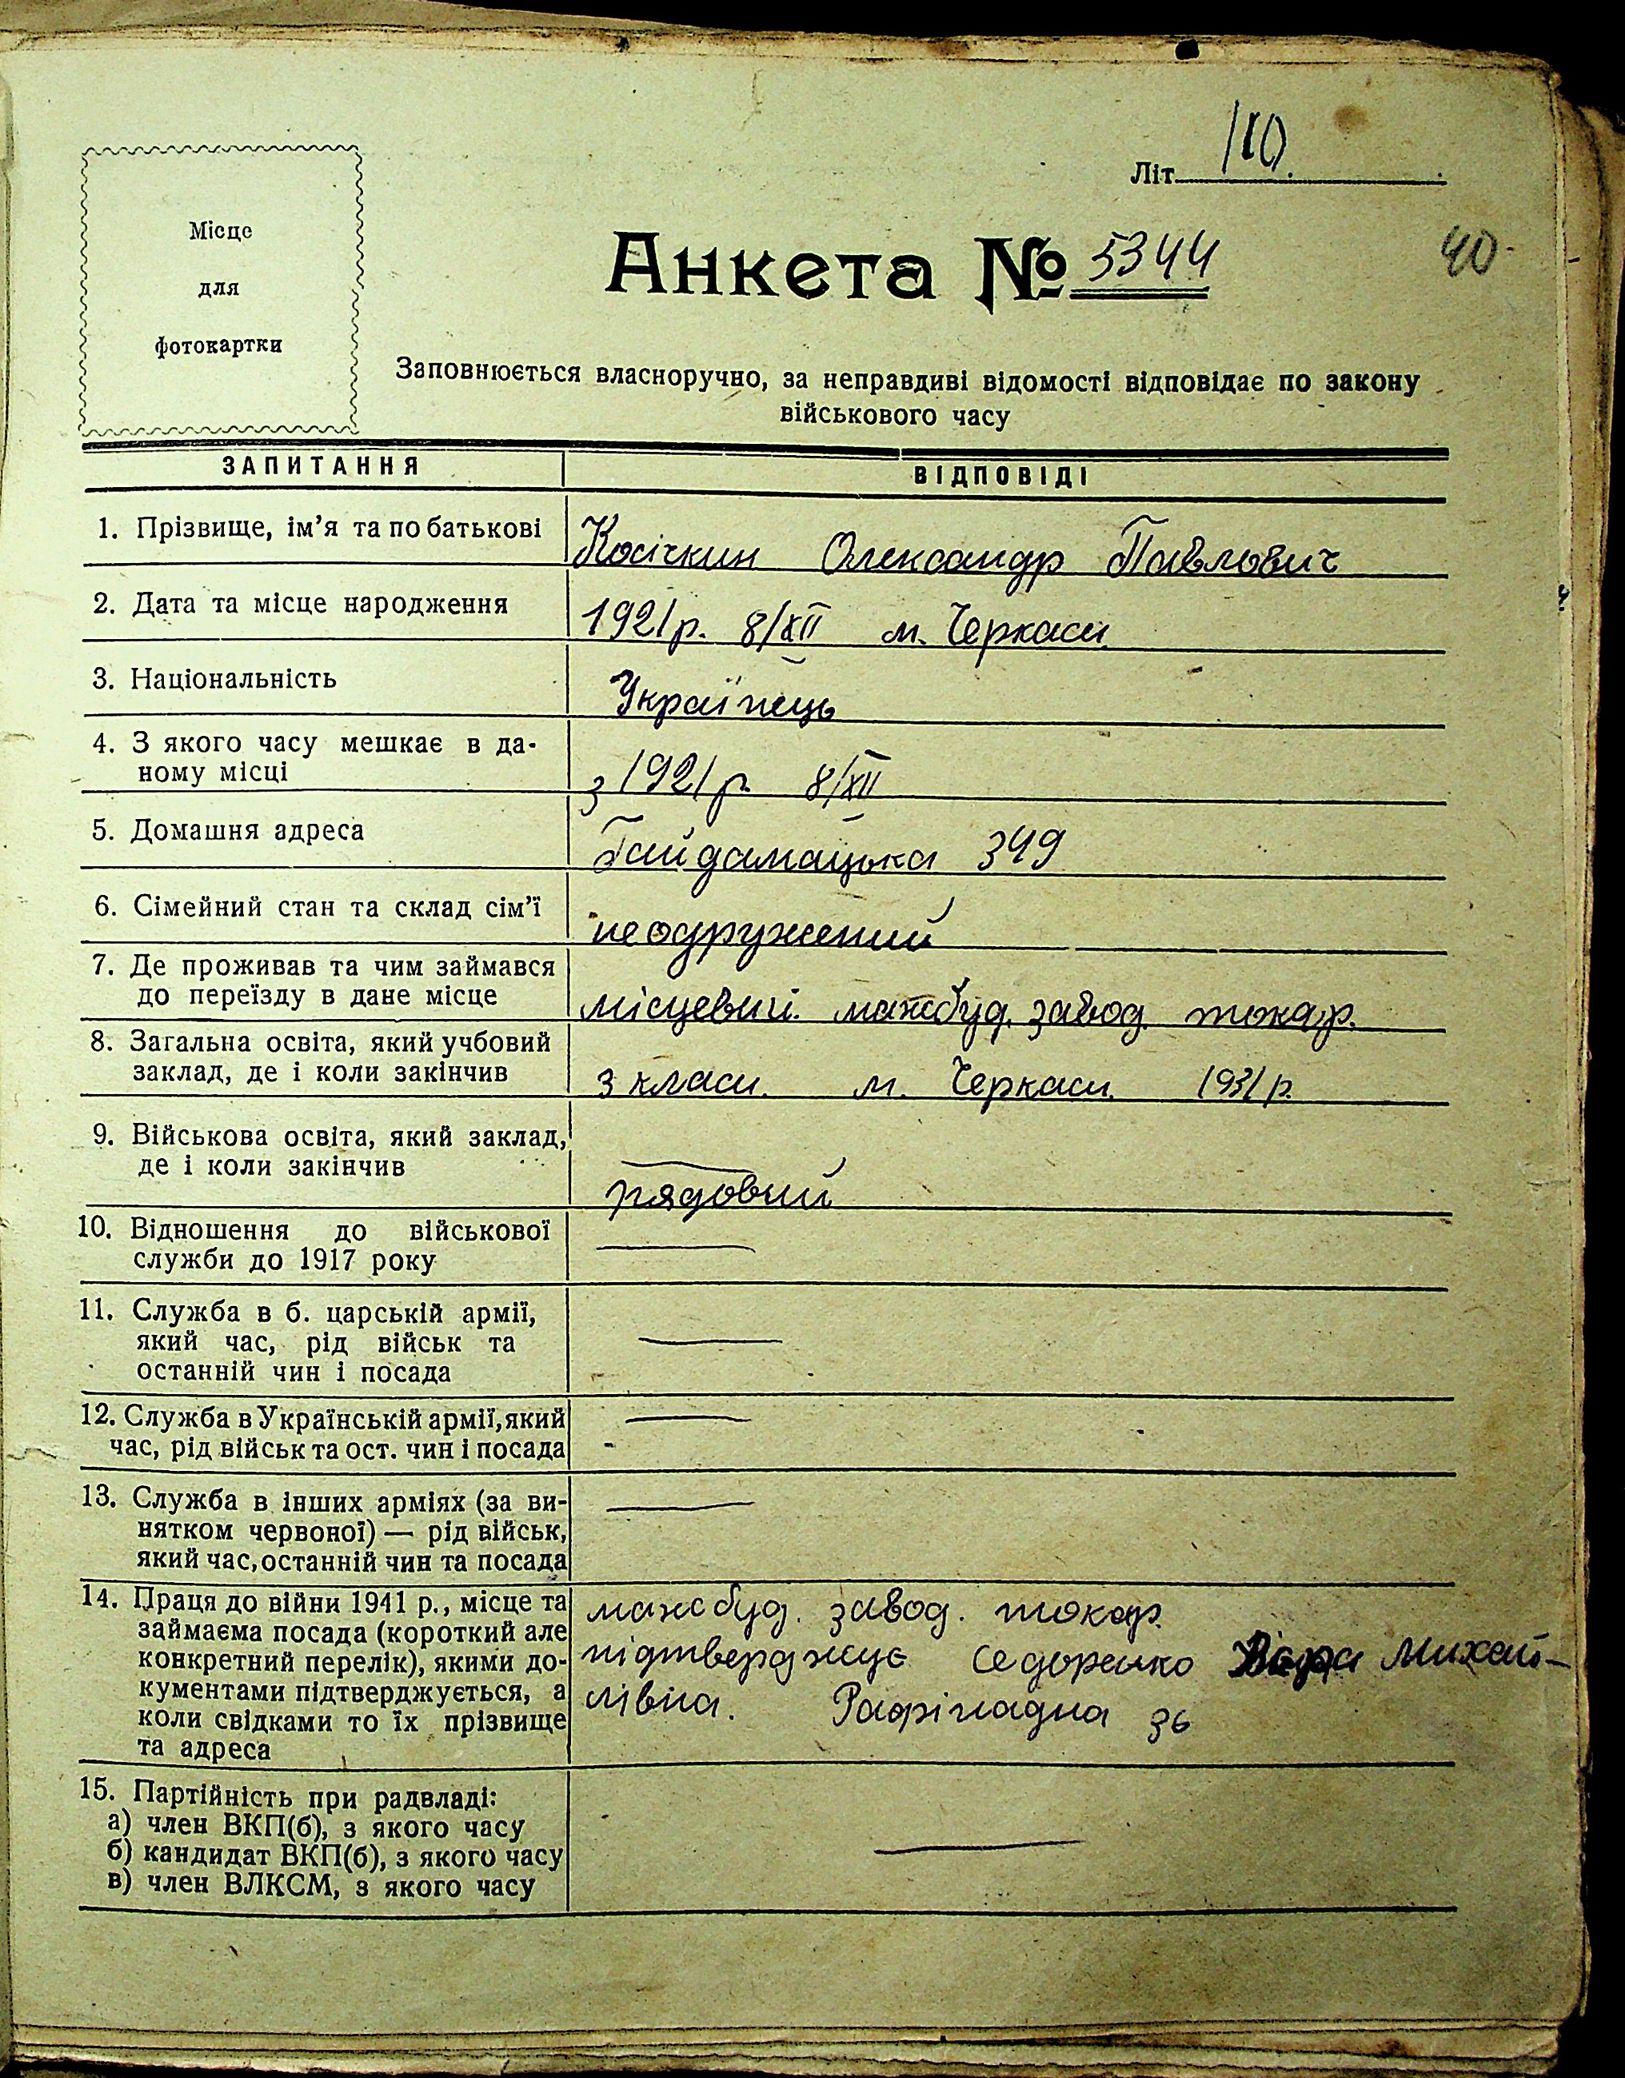 Літ
Місце
для
фотокартки
Анкета № 5344
40
Заповнюється власноручно, за неправдиві відомості відповідає по закону
військового часу
ЗАПИТАННЯ ВІДПОВІДІ
1. Прізвище, ім'я та по батькові Косічкин Олександр Павлович
2. Дата та місце народження 1921 р. 8/XII м. Черкаси.
3. Національність Українець
4. З якого часу мешкає в да-
ному місці з 1921 р. 8/XII
5. Домашня адреса Гайдамацька 349
6. Сімейний стан та склад сім'ї неодружений
7. Де проживав та чим займався
до переїзду в дане місце місцевий. машбуд. завод. токар.
8. Загальна освіта, який учбовий
заклад, де і коли закінчив 3 класи. м. Черкаси. 1931 р.
9. Військова освіта, який заклад,
де і коли закінчив рядовий
10. Відношення до військової
служби до 1917 року —
11. Служба в б. царській армії,
який час, рід військ та —
останній чин і посада
12. Служба в Українській армії, який —
час, рід військ та ост. чин і посада
13. Служба в інших арміях (за ви- —
нятком червоної) — рід військ,
який час, останній чин та посада
14. Праця до війни 1941 р., місце та машбуд. завод. токар.
займаєма посада (короткий але
конкретний перелік), якими до- підтверджує Седоренко Михай-
кументами підтверджується, а лівна.
коли свідками то їх прізвище
та адреса
15. Партійність при радвладі:
а) член ВКП(б), з якого часу
б) кандидат ВКП(б), з якого часу —
в) член ВЛКСМ, з якого часу